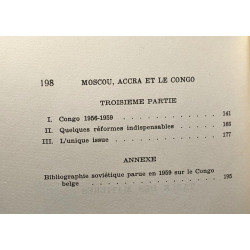 198 MOSCOU, ACCRA ET LE CONGO
TROISIEME PARTIE
I. Congo 1956-1959 . . . . . . . . . 141
II. Quelques réformes indispensables . . . . . 166
III. L'unique issue . . . . . . . . . . 177
ANNEXE
Bibliographie soviétique parue en 1959 sur le Congo
belge . . . . . . . . . . . . 195